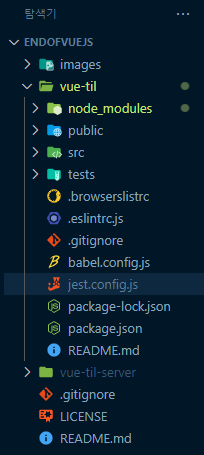 탐색기
ENDOFVUEJS
images
vue-til
node_modules
public
src
tests
.browserslistrc
.eslintrc.js
.gitignore
babel.config.js
jest.config.js
package-lock.json
package.json
README.md
vue-til-server
.gitignore
LICENSE
README.md